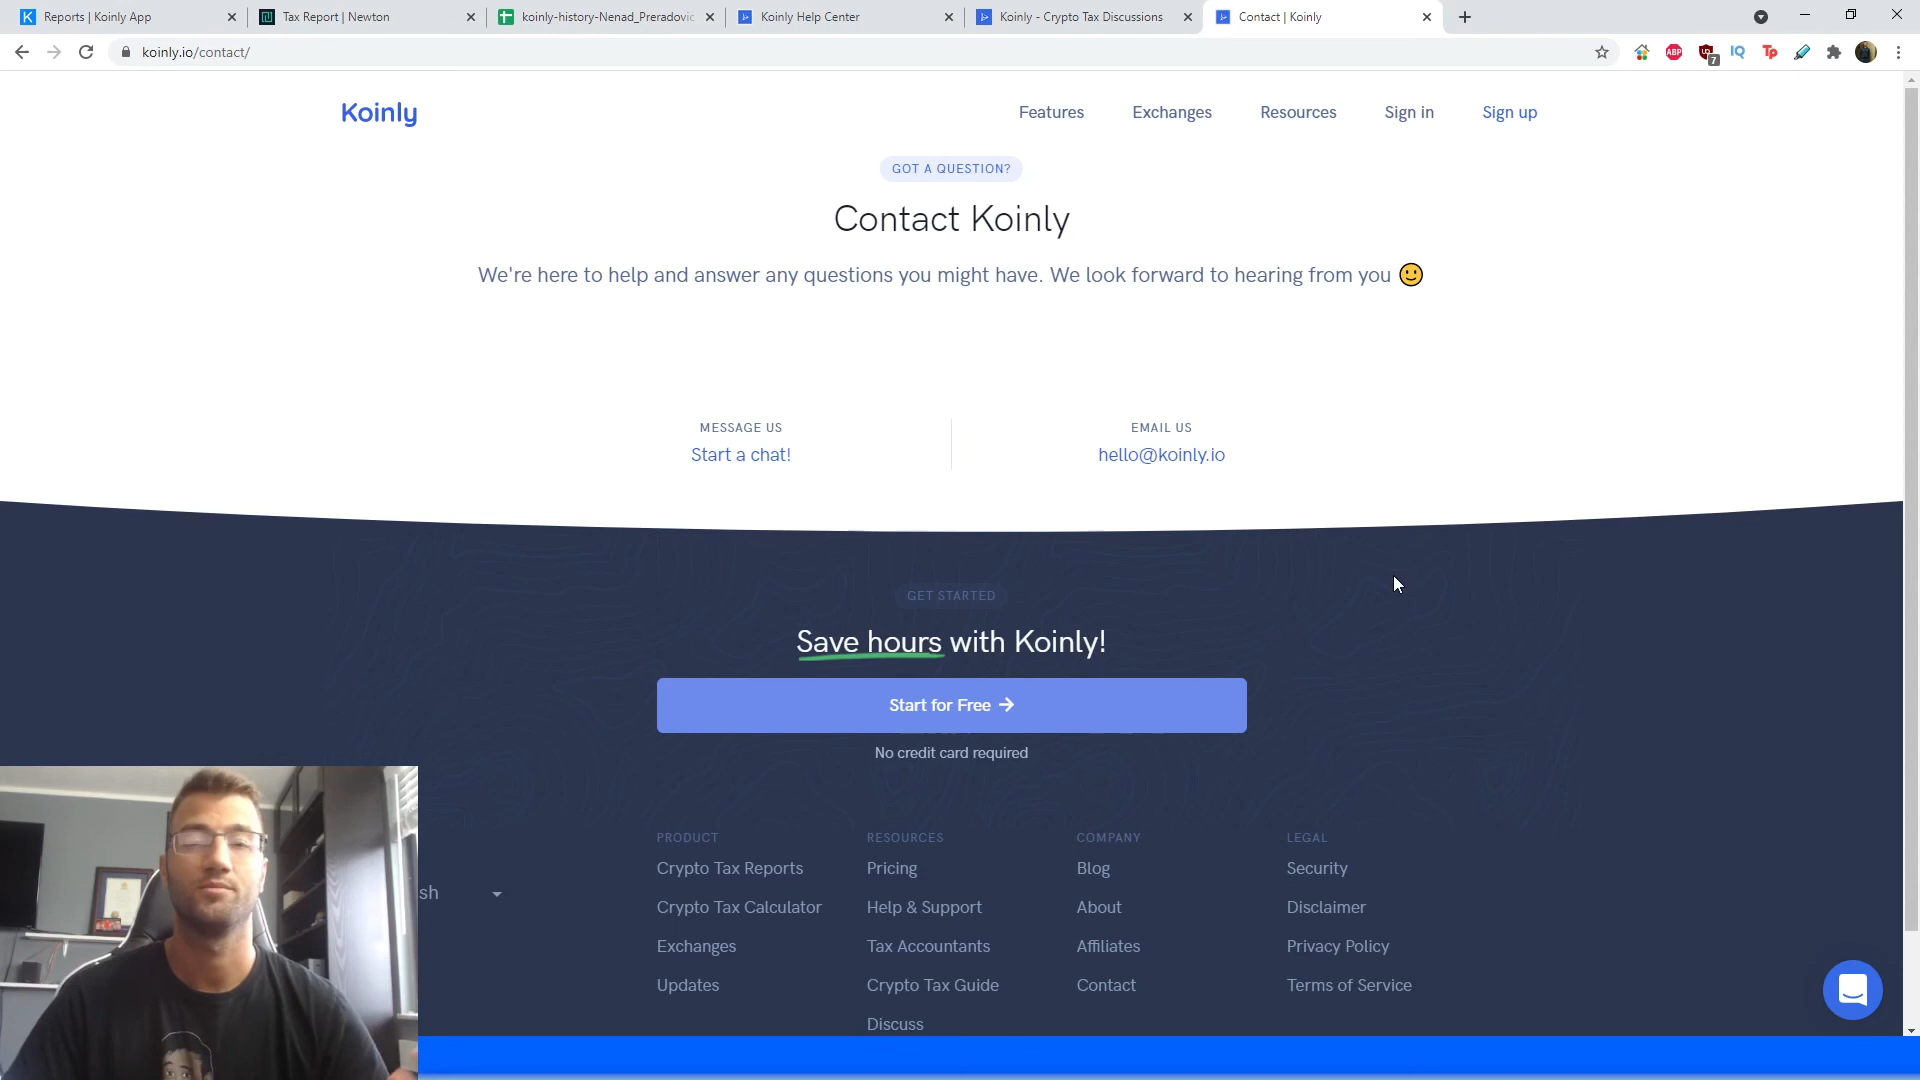 Reports | Koinly App
Tax Report | Newton
koinly-history-Nenad_Preradovic
Koinly Help Center
Koinly - Crypto Tax Discussions
Contact | Koinly
koinly.io/contact/
ABP
7
IQ
Tp
Koinly
Features
Exchanges
Resources
Sign in
Sign up
GOT A QUESTION?
Contact Koinly
We're here to help and answer any questions you might have. We look forward to hearing from you
MESSAGE US
Start a chat!
EMAIL US
hello@koinly.io
GET STARTED
Save hours with Koinly!
Start for Free →
No credit card required
sh
PRODUCT
Crypto Tax Reports
Crypto Tax Calculator
Exchanges
Updates
RESOURCES
Pricing
Help & Support
Tax Accountants
Crypto Tax Guide
Discuss
COMPANY
Blog
About
Affiliates
Contact
LEGAL
Security
Disclaimer
Privacy Policy
Terms of Service